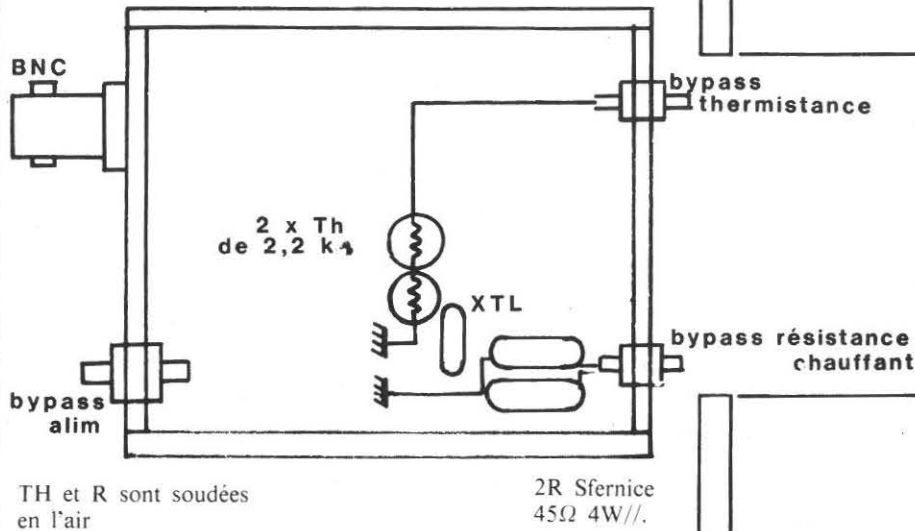 BNC
bypass
thermistance
2 x Th
de 2,2 kΩ
XTL
bypass résistance
chauffant
bypass
alim
TH et R sont soudées
en l'air
2R Sfernice
45Ω 4W//.